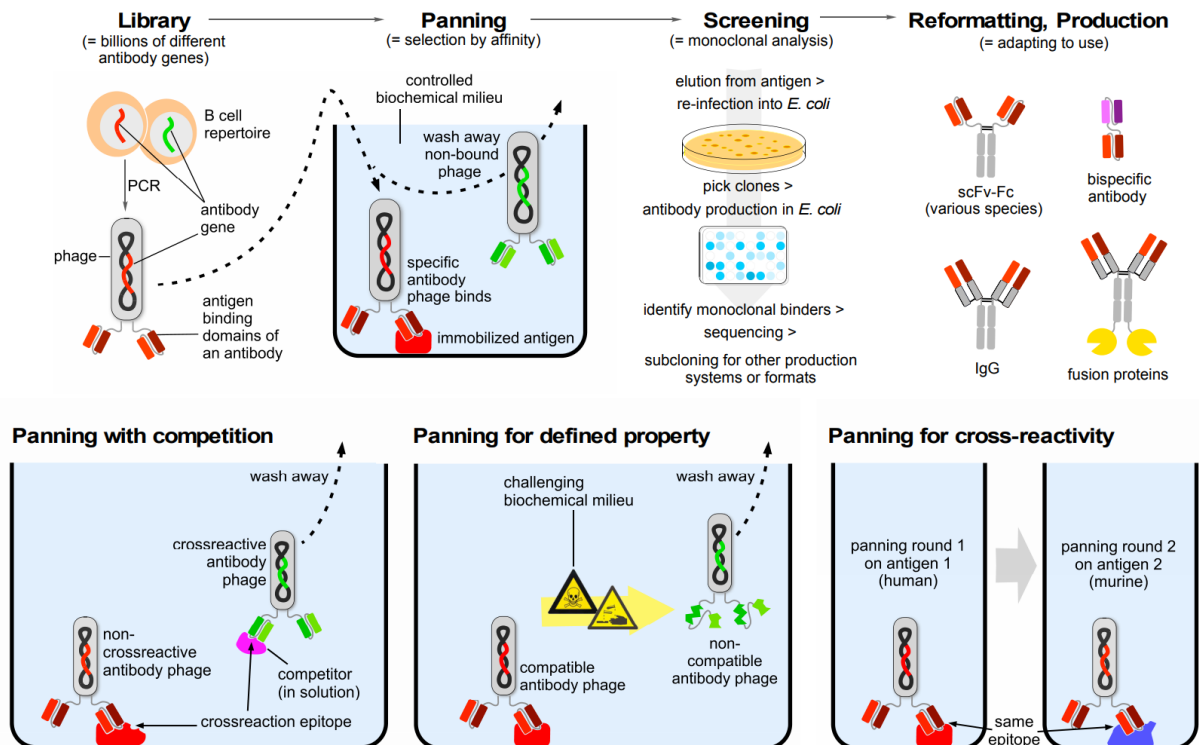 Library
(= billions of different
antibody genes)
B cell
repertoire
PCR
antibody
gene
phage
antigen
binding
domains of
an antibody
Panning
(= selection by affinity)
controlled
biochemical milieu
wash away
non-bound
phage
specific
antibody
phage binds
immobilized antigen
Screening
(= monoclonal analysis)
elution from antigen >
re-infection into E. coli
pick clones >
antibody production in E. coli
identify monoclonal binders >
sequencing >
subcloning for other production
systems or formats
Reformatting, Production
(= adapting to use)
scFv-Fc
(various species)
bispecific
antibody
IgG
fusion proteins
Panning with competition
wash away
crossreactive
antibody
phage
non-
crossreactive
antibody phage
competitor
(in solution)
crossreaction epitope
Panning for defined property
challenging
biochemical milieu
wash away
compatible
antibody phage
non-
compatible
antibody phage
Panning for cross-reactivity
panning round 1
on antigen 1
(human)
panning round 2
on antigen 2
(murine)
same
epitope